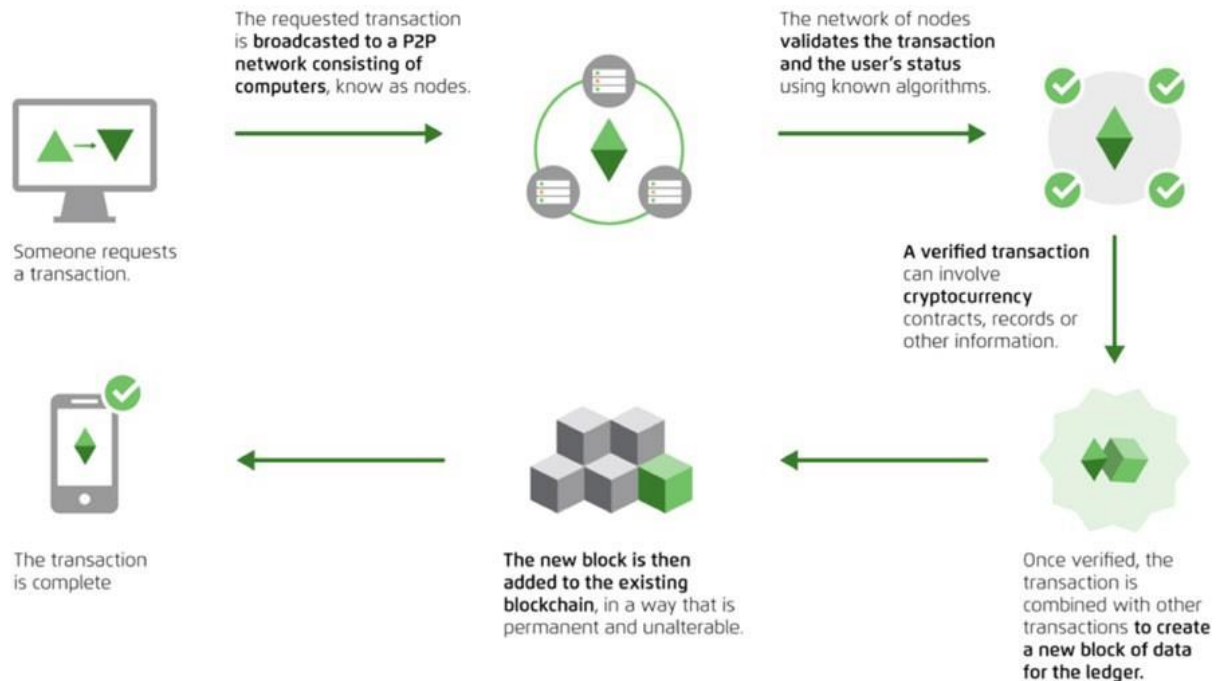 The requested transaction
is broadcasted to a P2P
network consisting of
computers, know as nodes.
The network of nodes
validates the transaction
and the user's status
using known algorithms.
Someone requests
a transaction.
A verified transaction
can involve
cryptocurrency
contracts, records or
other information.
The transaction
is complete
The new block is then
added to the existing
blockchain, in a way that is
permanent and unalterable.
Once verified, the
transaction is
combined with other
transactions to create
a new block of data
for the ledger.